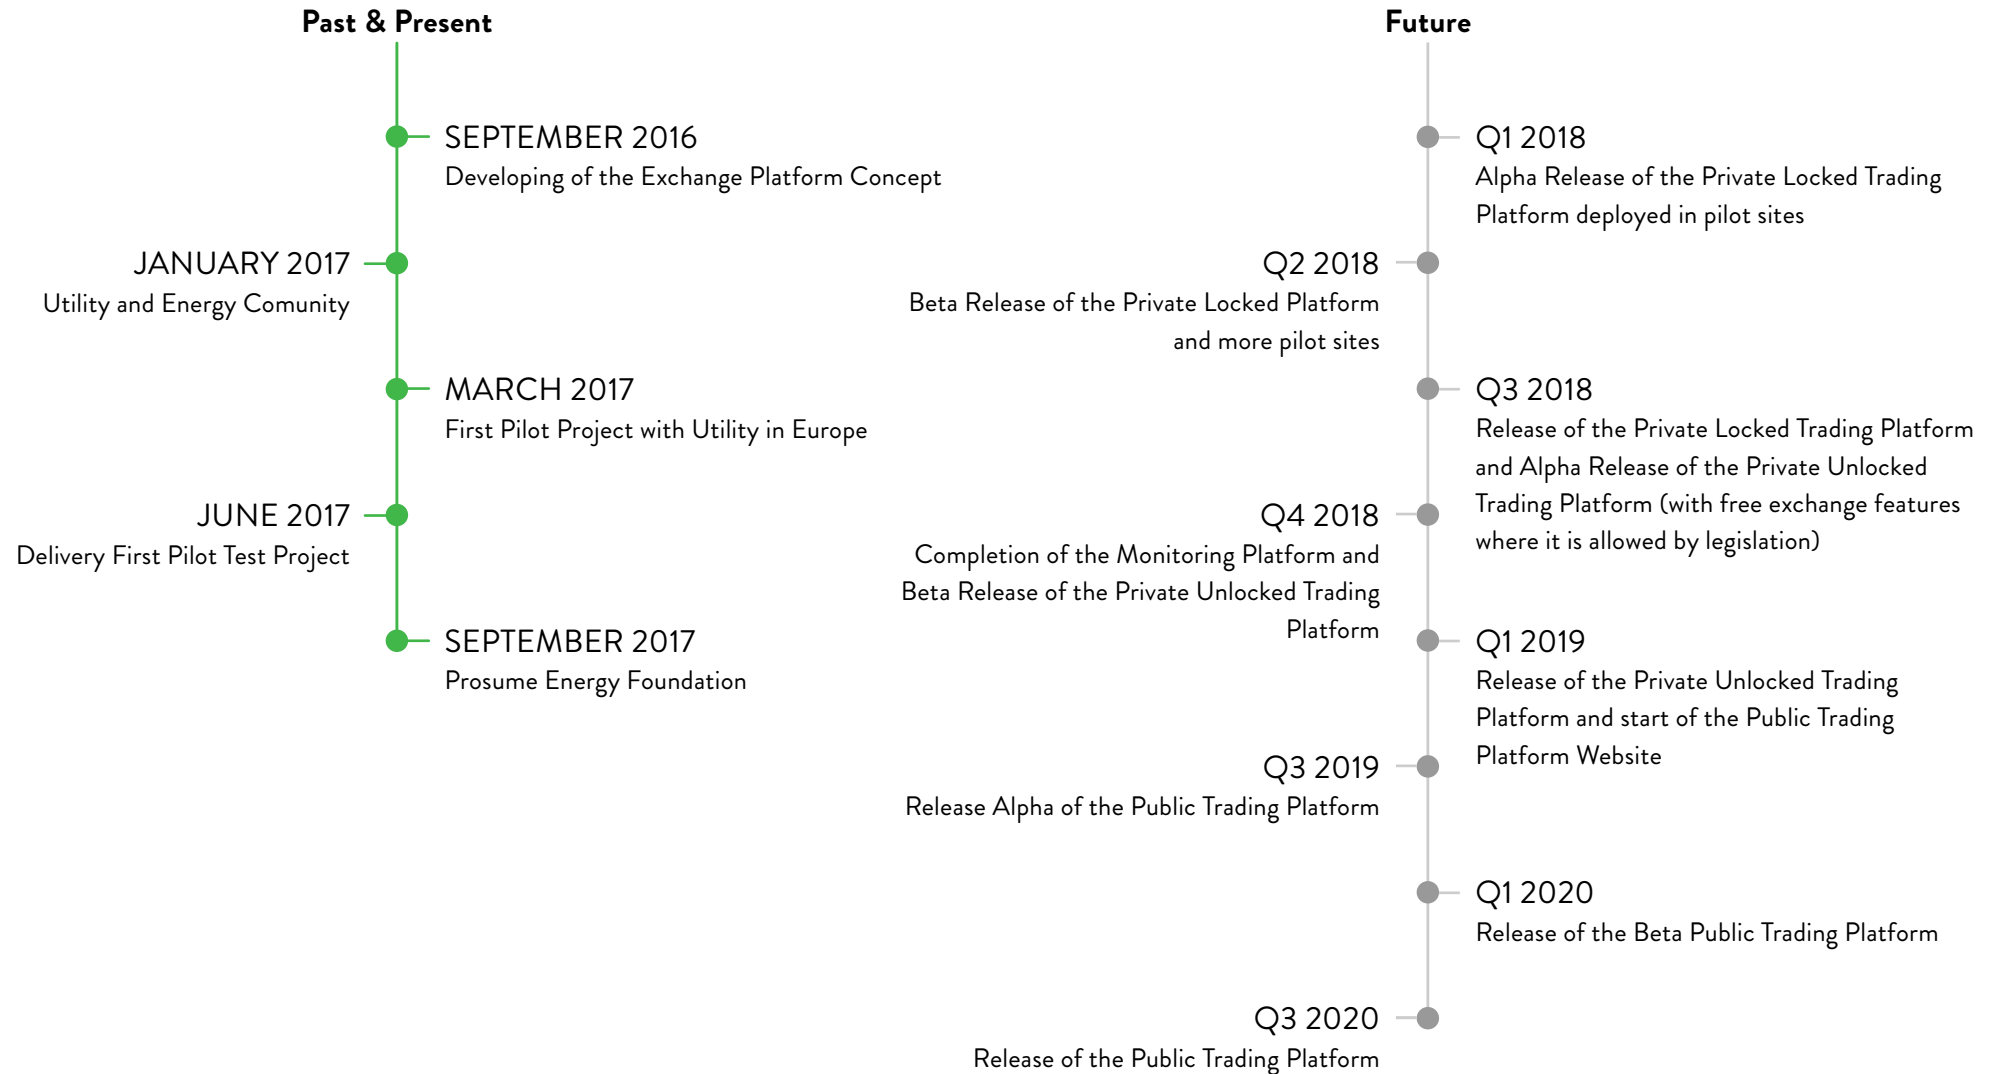 Past & Present
SEPTEMBER 2016
Developing of the Exchange Platform Concept
JANUARY 2017
Utility and Energy Comunity
MARCH 2017
First Pilot Project with Utility in Europe
JUNE 2017
Delivery First Pilot Test Project
SEPTEMBER 2017
Prosume Energy Foundation
Future
Q1 2018
Alpha Release of the Private Locked Trading
Platform deployed in pilot sites
Q2 2018
Beta Release of the Private Locked Platform
and more pilot sites
Q3 2018
Release of the Private Locked Trading Platform
and Alpha Release of the Private Unlocked
Trading Platform (with free exchange features
where it is allowed by legislation)
Q4 2018
Completion of the Monitoring Platform and
Beta Release of the Private Unlocked Trading
Platform
Q1 2019
Release of the Private Unlocked Trading
Platform and start of the Public Trading
Platform Website
Q3 2019
Release Alpha of the Public Trading Platform
Q1 2020
Release of the Beta Public Trading Platform
Q3 2020
Release of the Public Trading Platform